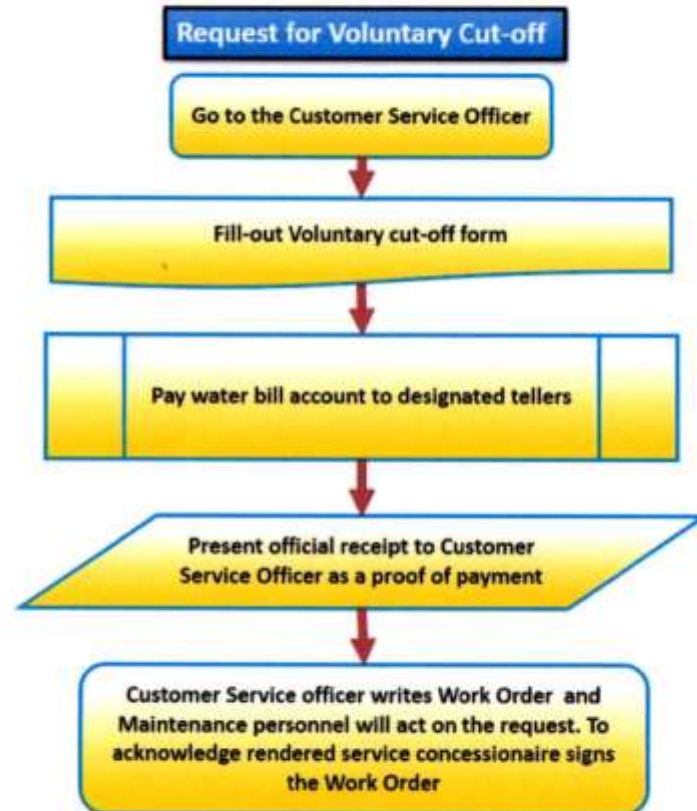 Request for Voluntary Cut-off
Go to the Customer Service Officer
Fill-out Voluntary cut-off form
Pay water bill account to designated tellers
Present official receipt to Customer
Service Officer as a proof of payment
Customer Service officer writes Work Order and
Maintenance personnel will act on the request. To
acknowledge rendered service concessionaire signs
the Work Order